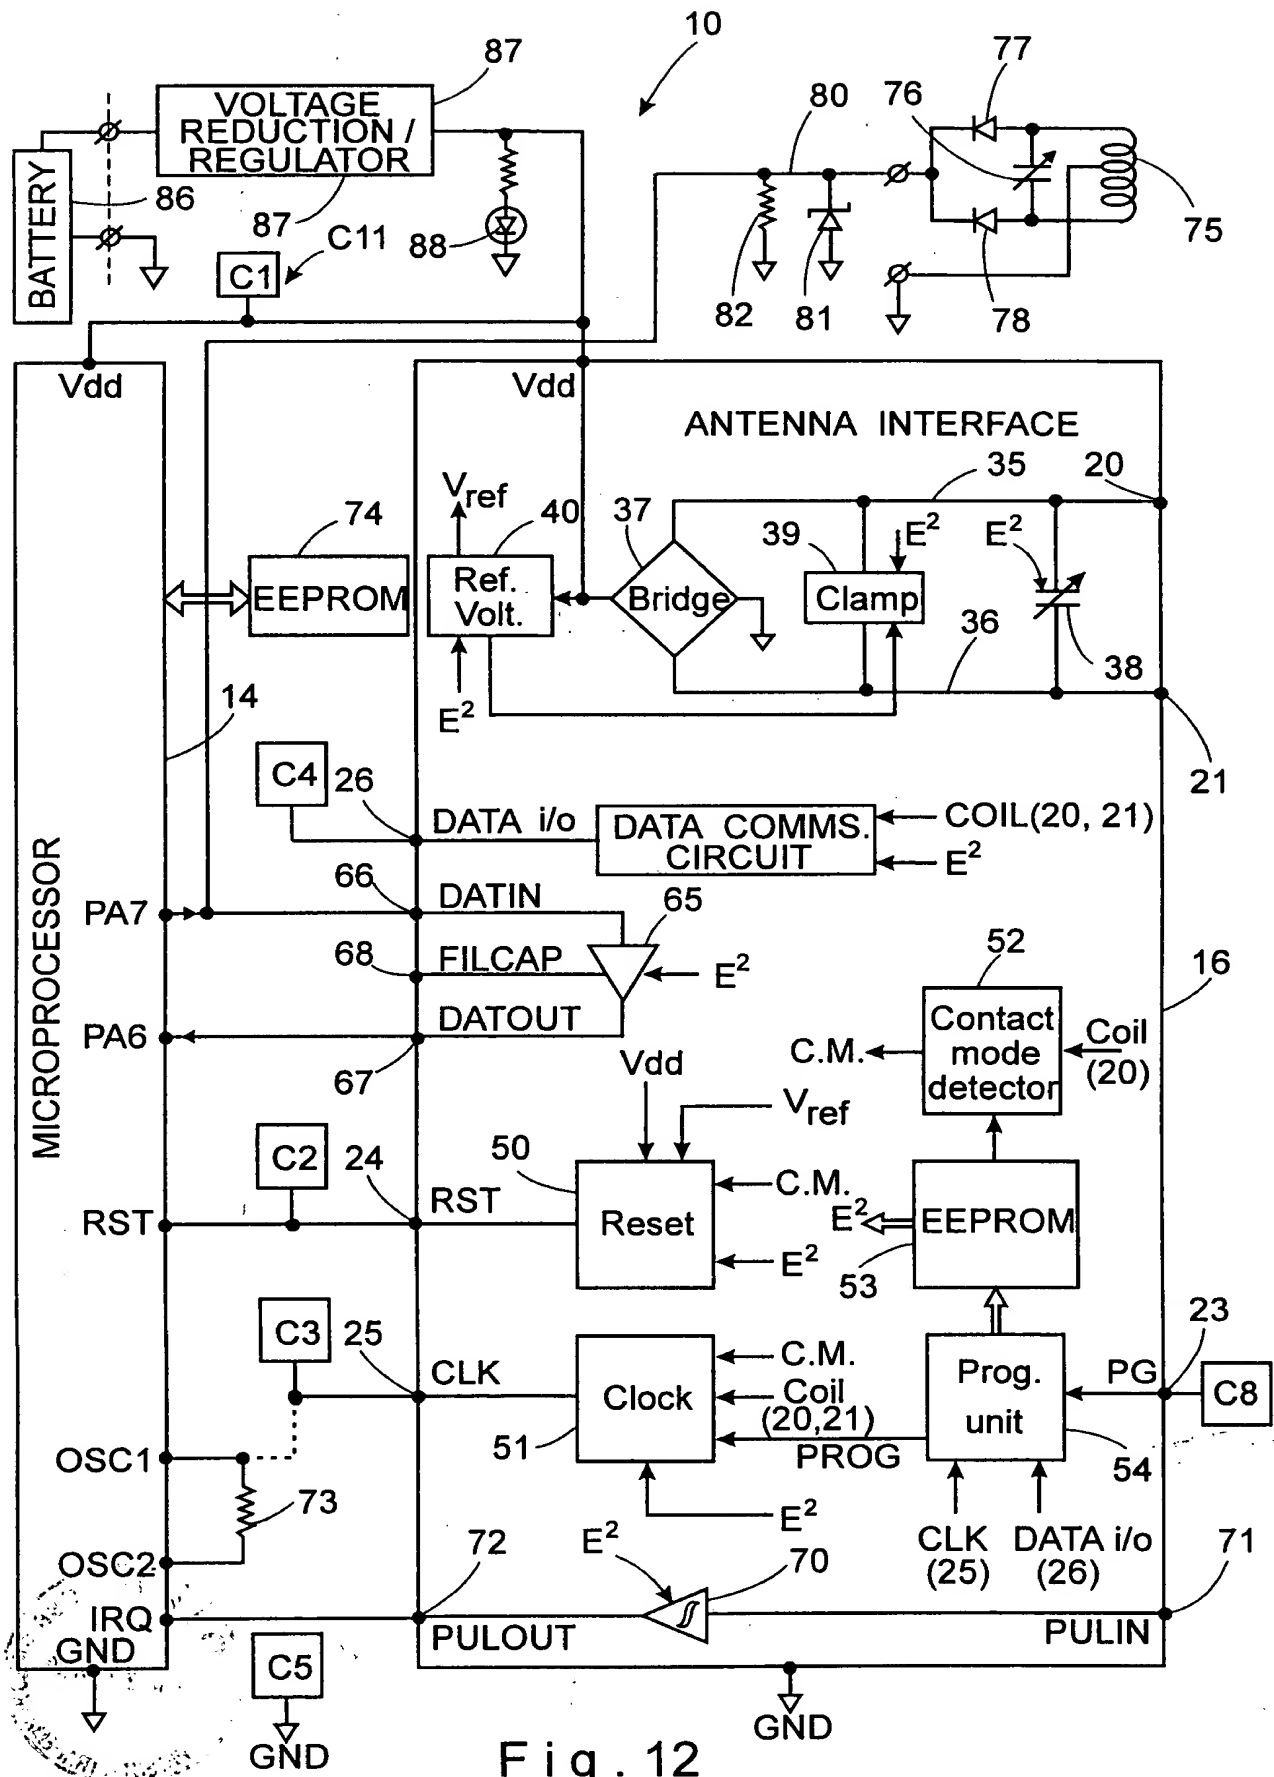 10
87
77
VOLTAGE
REDUCTION /
REGULATOR
80
76
BATTERY
86
87
88
C11
C1
75
82
81
78
Vdd
Vdd
ANTENNA INTERFACE
Vref
35
20
74
40
37
39
E²
E²
EEPROM
Ref.
Volt.
Bridge
Clamp
36
38
E²
14
21
C4
26
DATA i/o
DATA COMMS.
CIRCUIT
COIL(20, 21)
E²
MICROPROCESSOR
66
DATIN
65
PA7
68
FILCAP
E²
52
16
DATOUT
PA6
67
Contact
mode
detector
C.M.
Coil
(20)
Vdd
Vref
C2
24
50
RST
RST
Reset
C.M.
E²
E²
EEPROM
53
C3
25
CLK
Clock
51
C.M.
Coil
(20,21)
PROG
Prog.
unit
PG
23
C8
54
OSC1
73
OSC2
E²
CLK
(25)
DATA i/o
(26)
72
E²
70
71
IRQ
PULOUT
PULIN
GND
C5
GND
GND
Fig. 12